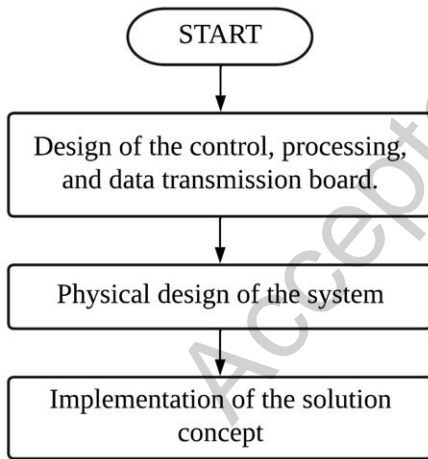 START
Design of the control, processing,
and data transmission board.
Physical design of the system
Implementation of the solution
concept